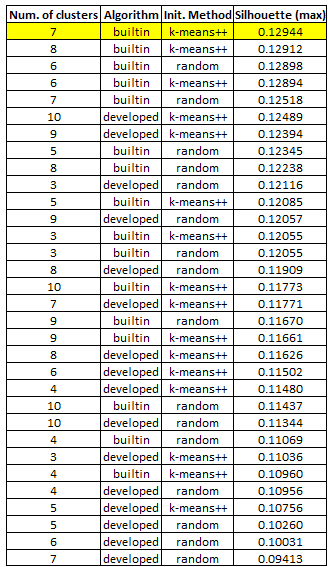 Num. of clusters Algorithm Init. Method Silhouette (max)
7 builtin k-means++ 0.12944
8 builtin k-means++ 0.12912
6 builtin random 0.12898
6 builtin k-means++ 0.12894
7 builtin random 0.12518
10 developed k-means++ 0.12489
9 developed k-means++ 0.12394
5 builtin random 0.12345
8 builtin random 0.12238
3 developed random 0.12116
5 builtin k-means++ 0.12085
9 developed random 0.12057
3 builtin k-means++ 0.12055
3 builtin random 0.12055
8 developed random 0.11909
10 builtin k-means++ 0.11773
7 developed k-means++ 0.11771
9 builtin random 0.11670
9 builtin k-means++ 0.11661
8 developed k-means++ 0.11626
6 developed k-means++ 0.11502
4 developed k-means++ 0.11480
10 builtin random 0.11437
10 developed random 0.11344
4 builtin random 0.11069
3 developed k-means++ 0.11036
4 builtin k-means++ 0.10960
4 developed random 0.10956
5 developed k-means++ 0.10756
5 developed random 0.10260
6 developed random 0.10031
7 developed random 0.09413